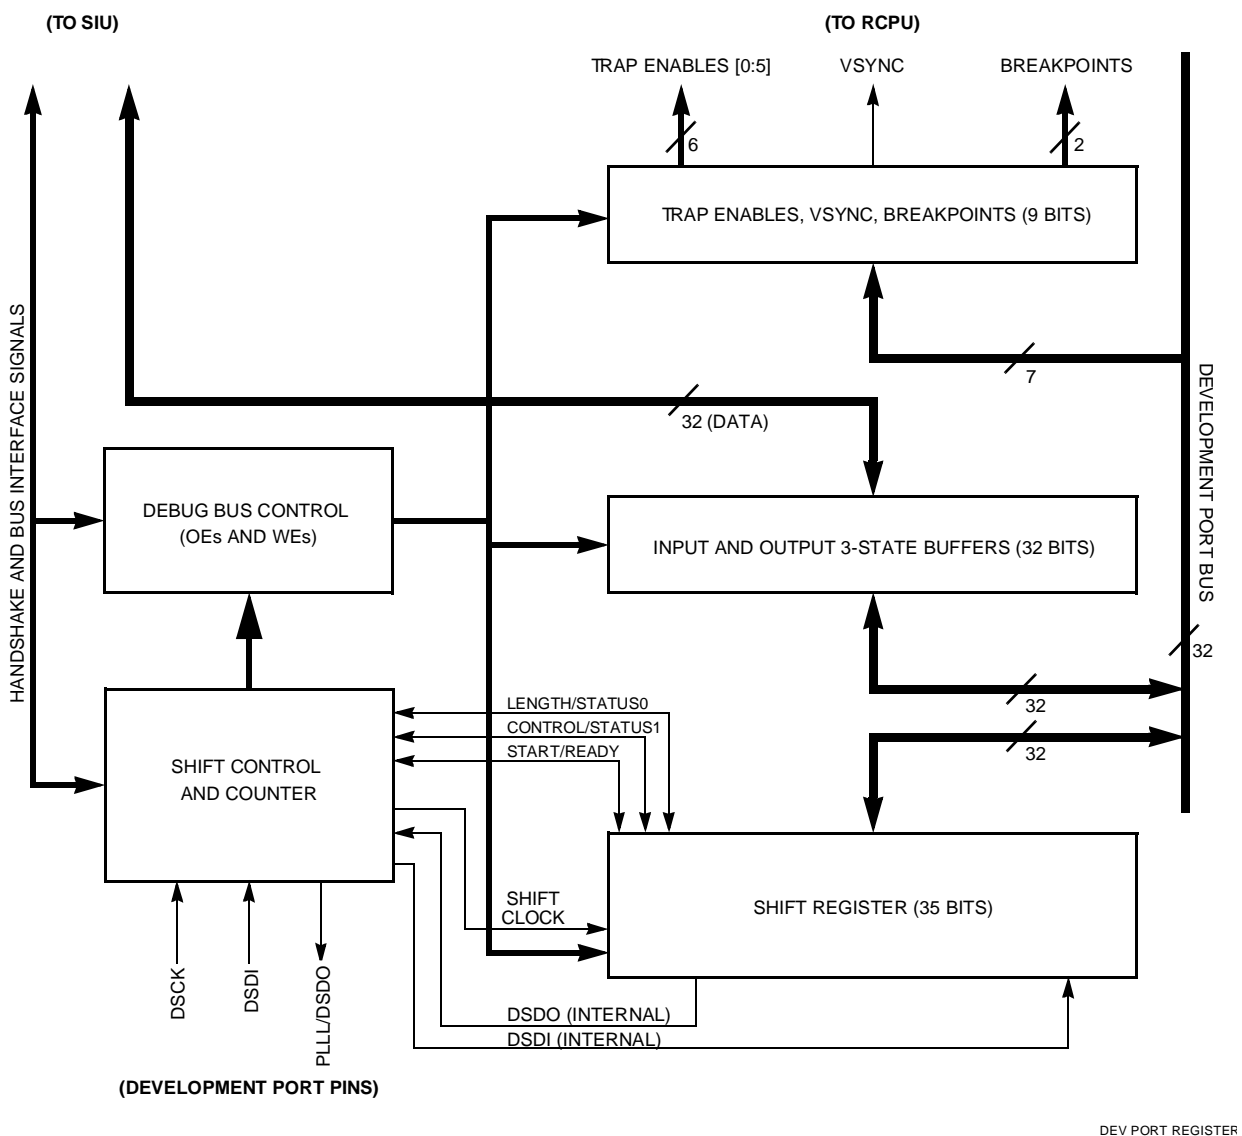 (TO SIU)
(TO RCPU)
TRAP ENABLES [0:5]
VSYNC
BREAKPOINTS
6
2
TRAP ENABLES, VSYNC, BREAKPOINTS (9 BITS)
7
HANDSHAKE AND BUS INTERFACE SIGNALS
DEVELOPMENT PORT BUS
32 (DATA)
DEBUG BUS CONTROL
(OEs AND WEs)
INPUT AND OUTPUT 3-STATE BUFFERS (32 BITS)
32
32
32
LENGTH/STATUS0
CONTROL/STATUS1
START/READY
SHIFT CONTROL
AND COUNTER
SHIFT
CLOCK
SHIFT REGISTER (35 BITS)
DSCK
DSDI
PLLL/DSDO
DSDO (INTERNAL)
DSDI (INTERNAL)
(DEVELOPMENT PORT PINS)
DEV PORT REGISTER